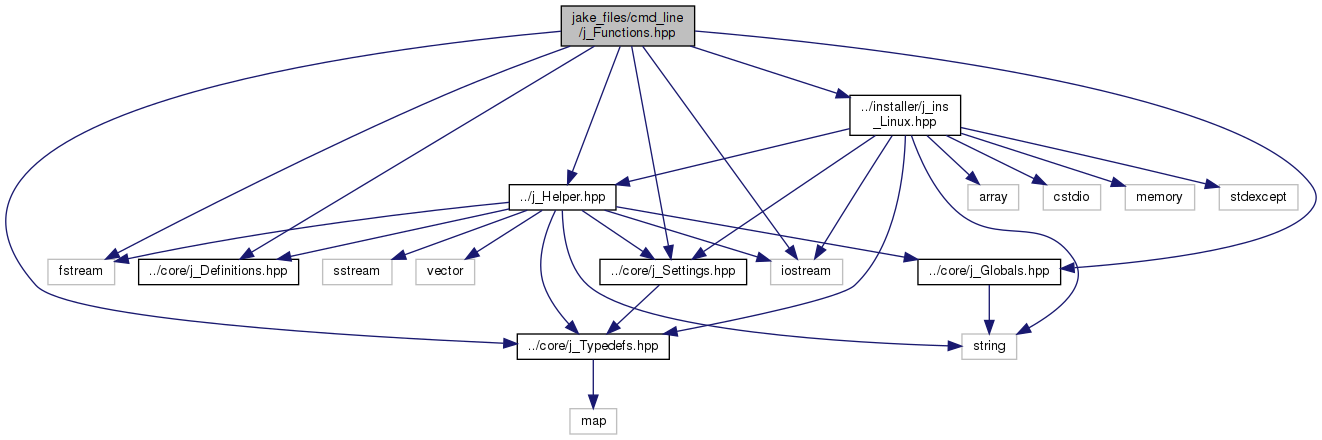 jake_files/cmd_line
/j_Functions.hpp
../installer/j_ins
_Linux.hpp
../j_Helper.hpp
array
cstdio
memory
stdexcept
fstream
../core/j_Definitions.hpp
sstream
vector
../core/j_Settings.hpp
iostream
../core/j_Globals.hpp
../core/j_Typedefs.hpp
string
map